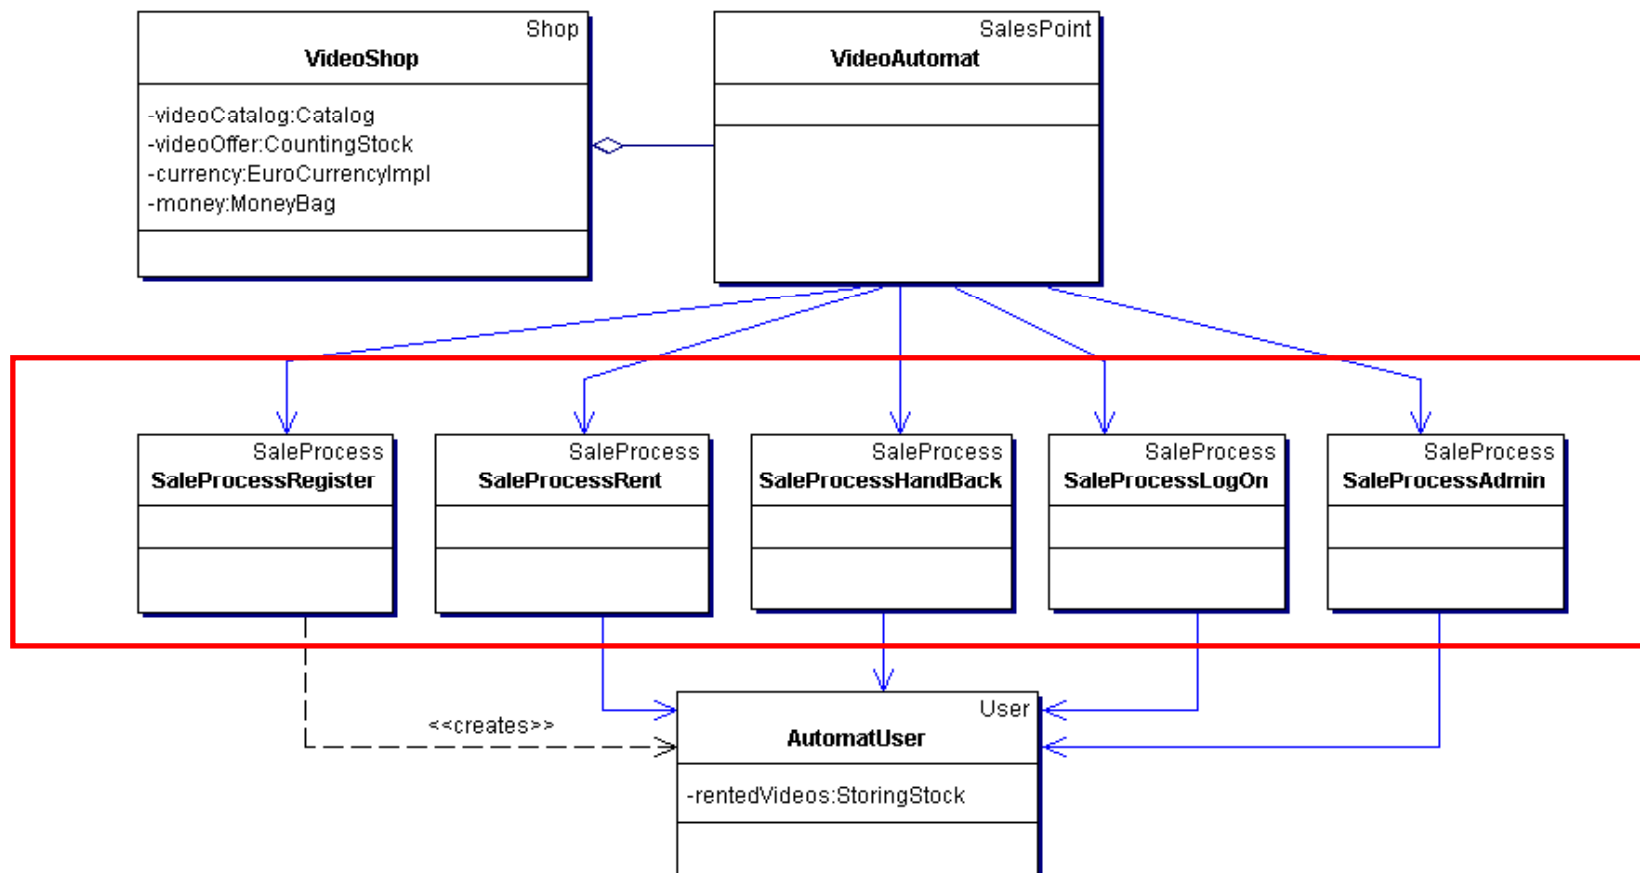 Shop
VideoShop
-videoCatalog:Catalog
-videoOffer:CountingStock
-currency:EuroCurrencyImpl
-money:MoneyBag
SalesPoint
VideoAutomat
SaleProcess
SaleProcessRegister
SaleProcess
SaleProcessRent
SaleProcess
SaleProcessHandBack
SaleProcess
SaleProcessLogOn
SaleProcess
SaleProcessAdmin
<<creates>>
User
AutomatUser
-rentedVideos:StoringStock